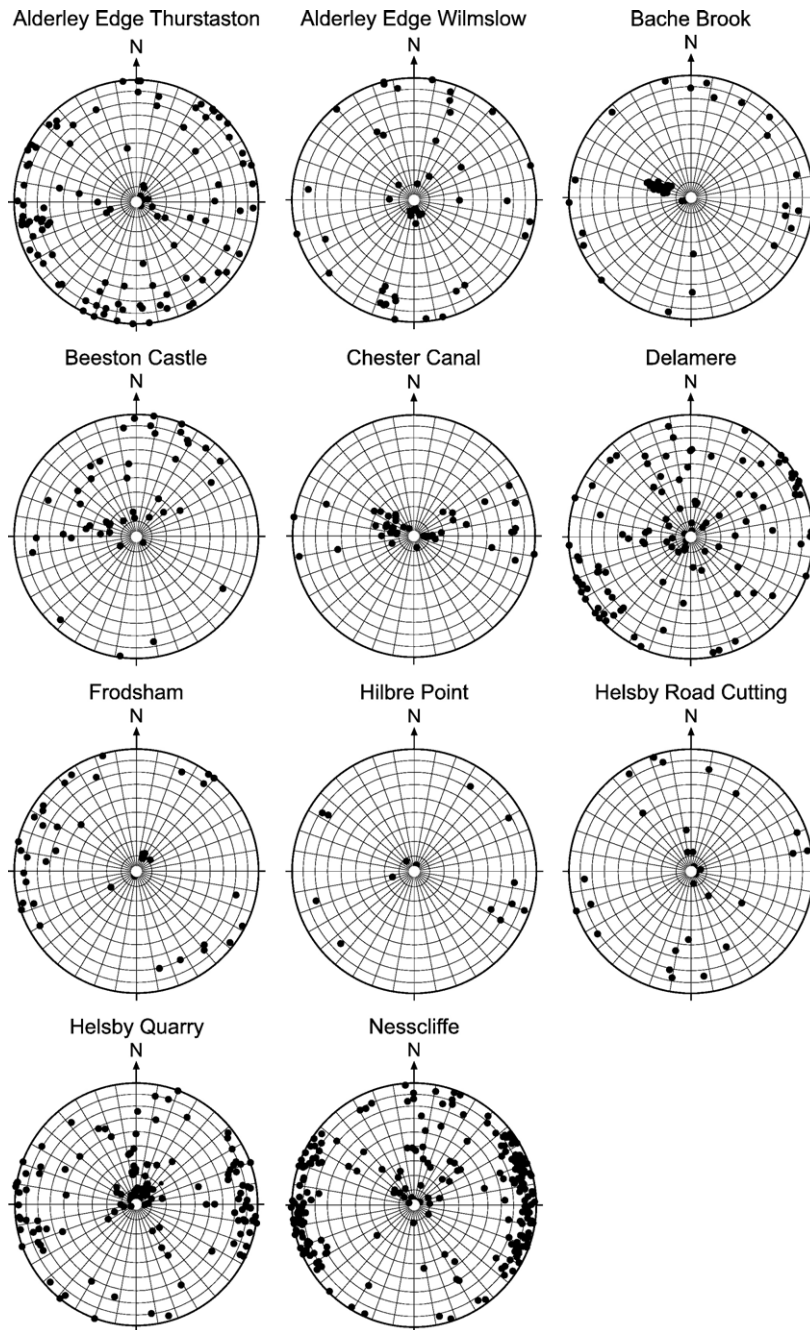 Alderley Edge Thurstaston
Alderley Edge Wilmslow
Bache Brook
N
N
N
Beeston Castle
Chester Canal
Delamere
N
N
N
Frodsham
Hilbre Point
Helsby Road Cutting
N
N
N
Helsby Quarry
Nesscliffe
N
N